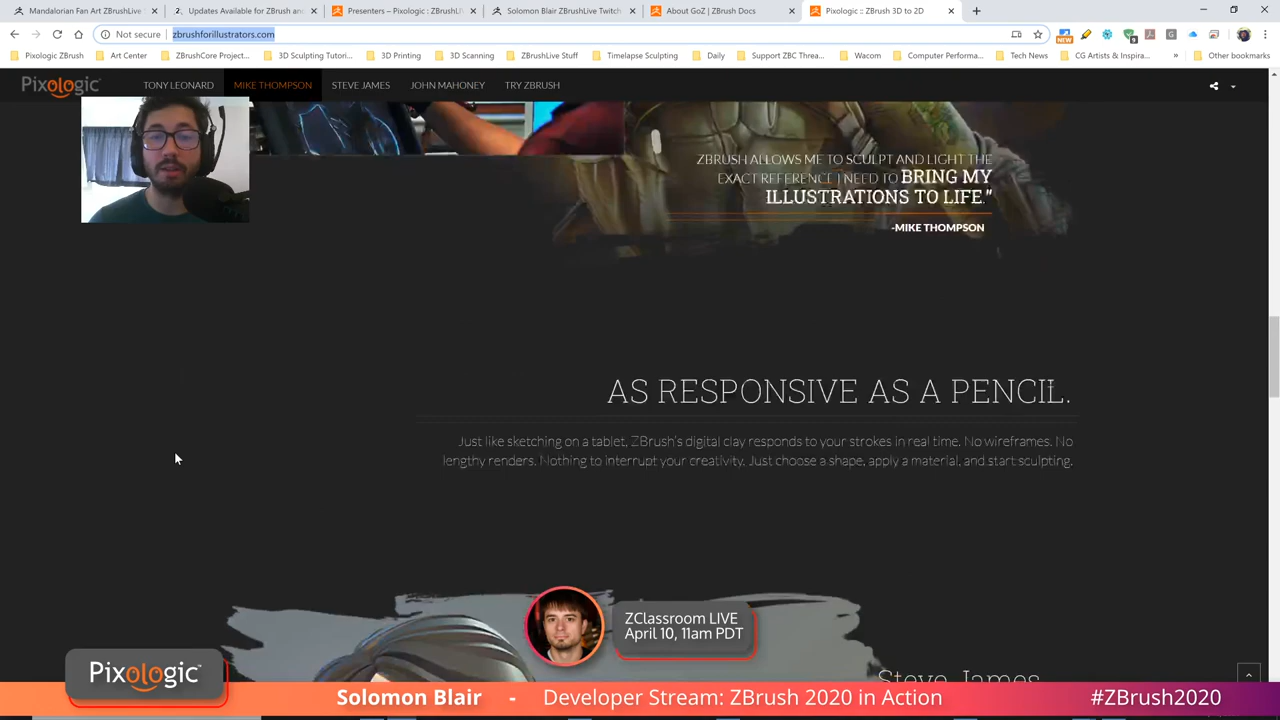 Mandalorian Fan Art ZBrushLive
Updates Available for ZBrush and
Presenters – Pixologic : ZBrushLi
Solomon Blair ZBrushLive Twitch
About GoZ | ZBrush Docs
Pixologic :: ZBrush 3D to 2D
Not secure | zbrushforillustrators.com
NEW
Pixologic ZBrush
Art Center
ZBrushCore Project...
3D Sculpting Tutori...
3D Printing
3D Scanning
ZBrushLive Stuff
Timelapse Sculpting
Daily
Support ZBC Threa...
Wacom
Computer Performa...
Tech News
CG Artists & Inspira...
»
Other bookmarks
Pixologic
TONY LEONARD
MIKE THOMPSON
STEVE JAMES
JOHN MAHONEY
TRY ZBRUSH
ZBRUSH ALLOWS ME TO SCULPT AND LIGHT THE
EXACT REFERENCE I NEED TO BRING MY
ILLUSTRATIONS TO LIFE."
-MIKE THOMPSON
AS RESPONSIVE AS A PENCIL.
Just like sketching on a tablet, ZBrush's digital clay responds to your strokes in real time. No wireframes. No
lengthy renders. Nothing to interrupt your creativity. Just choose a shape, apply a material, and start sculpting.
ZClassroom LIVE
April 10, 11am PDT
Steve James
Pixologic™
Solomon Blair - Developer Stream: ZBrush 2020 in Action
#ZBrush2020